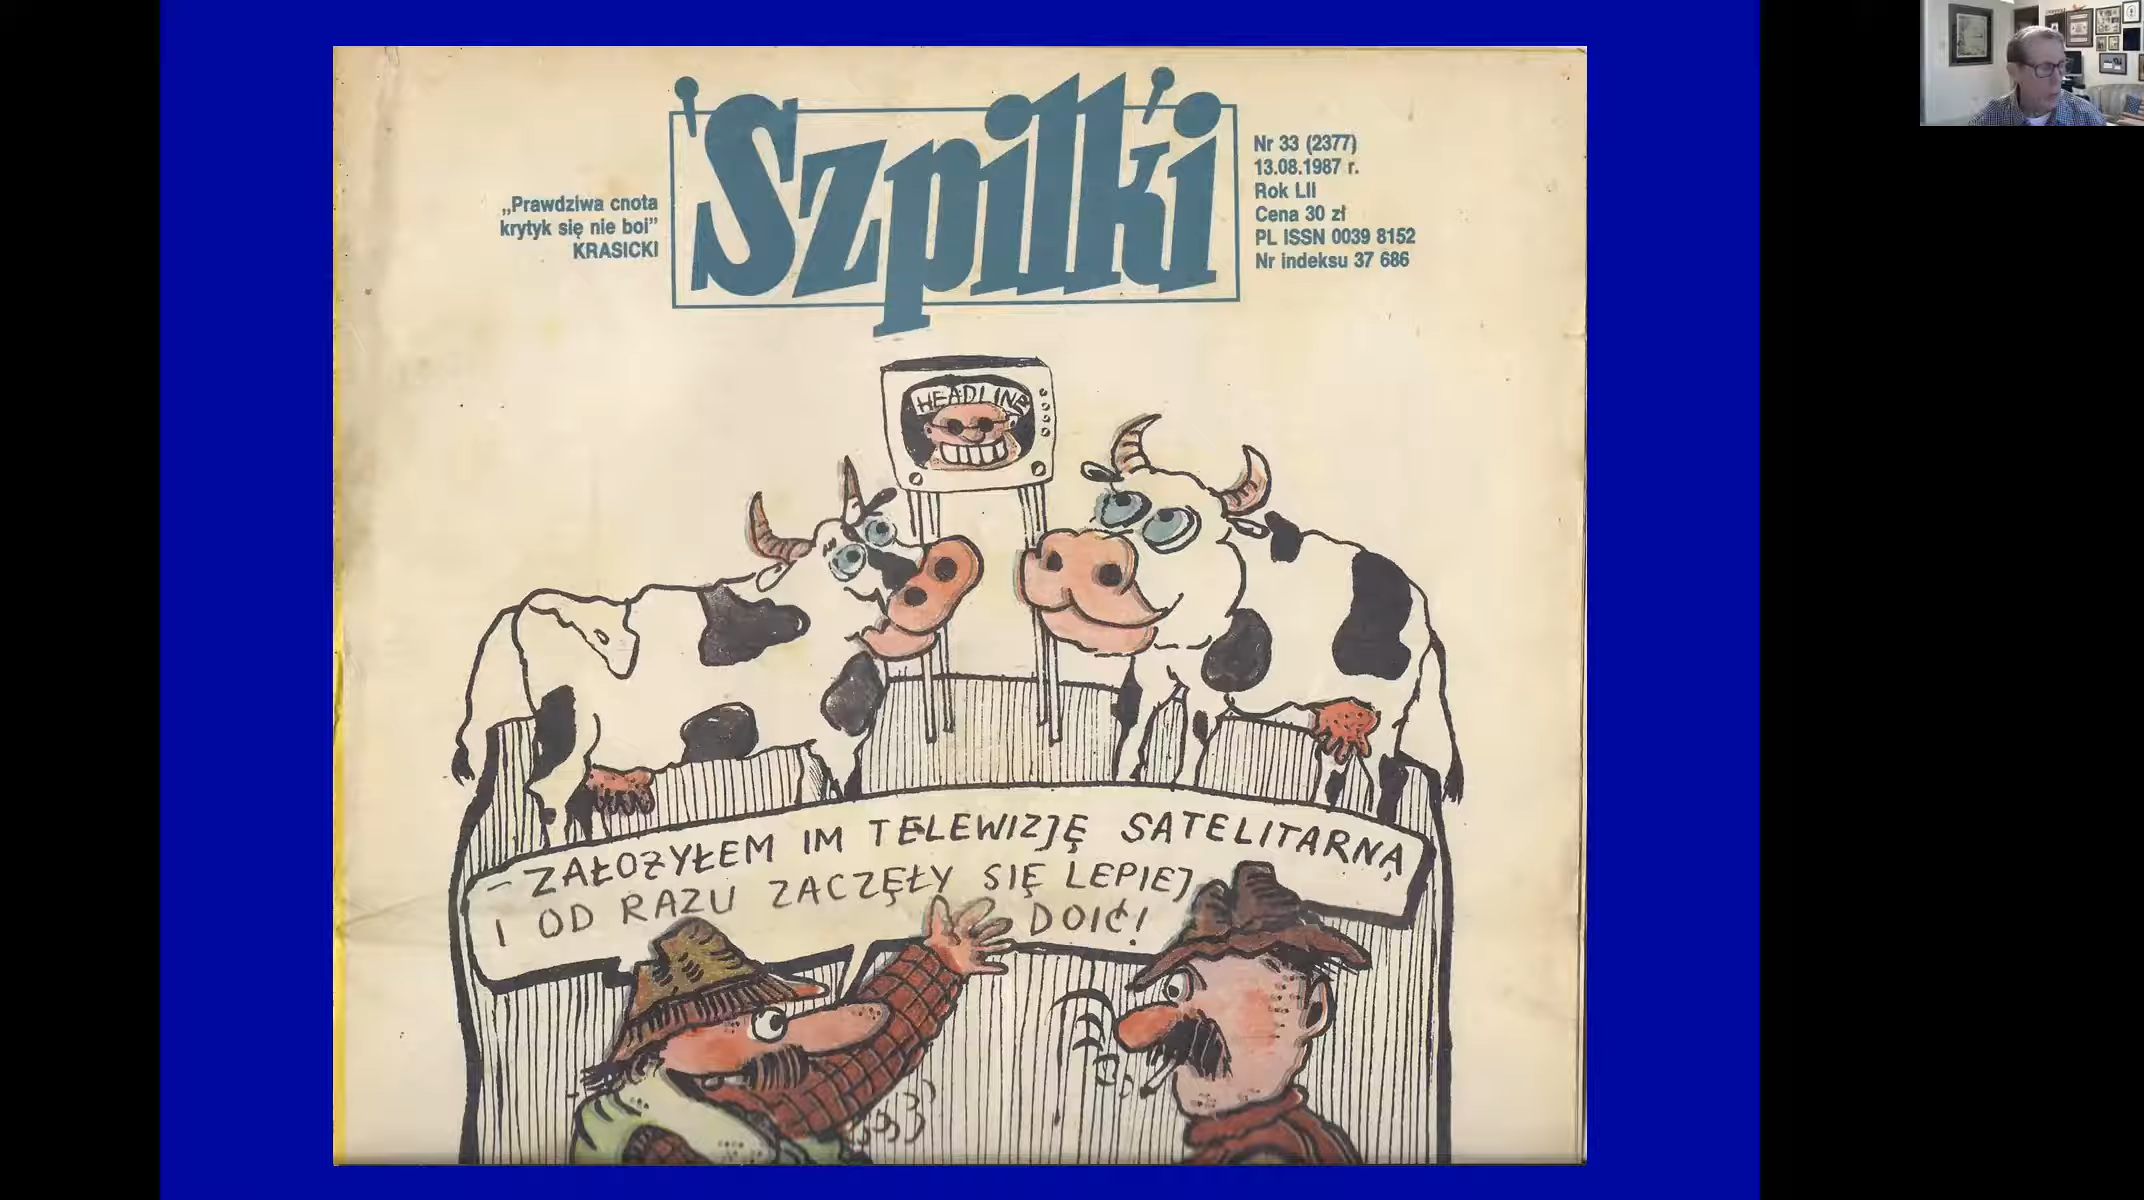 Szpilki
„Prawdziwa cnota
krytyk się nie boi”
KRASICKI
Nr 33 (2377)
13.08.1987 r.
Rok LII
Cena 30 zł
PL ISSN 0039 8152
Nr indeksu 37 686
HEADLINE
- ZAŁOŻYŁEM IM TELEWIZJĘ SATELITARNĄ
I OD RAZU ZACZĘŁY SIĘ LEPIEJ
DOIĆ!